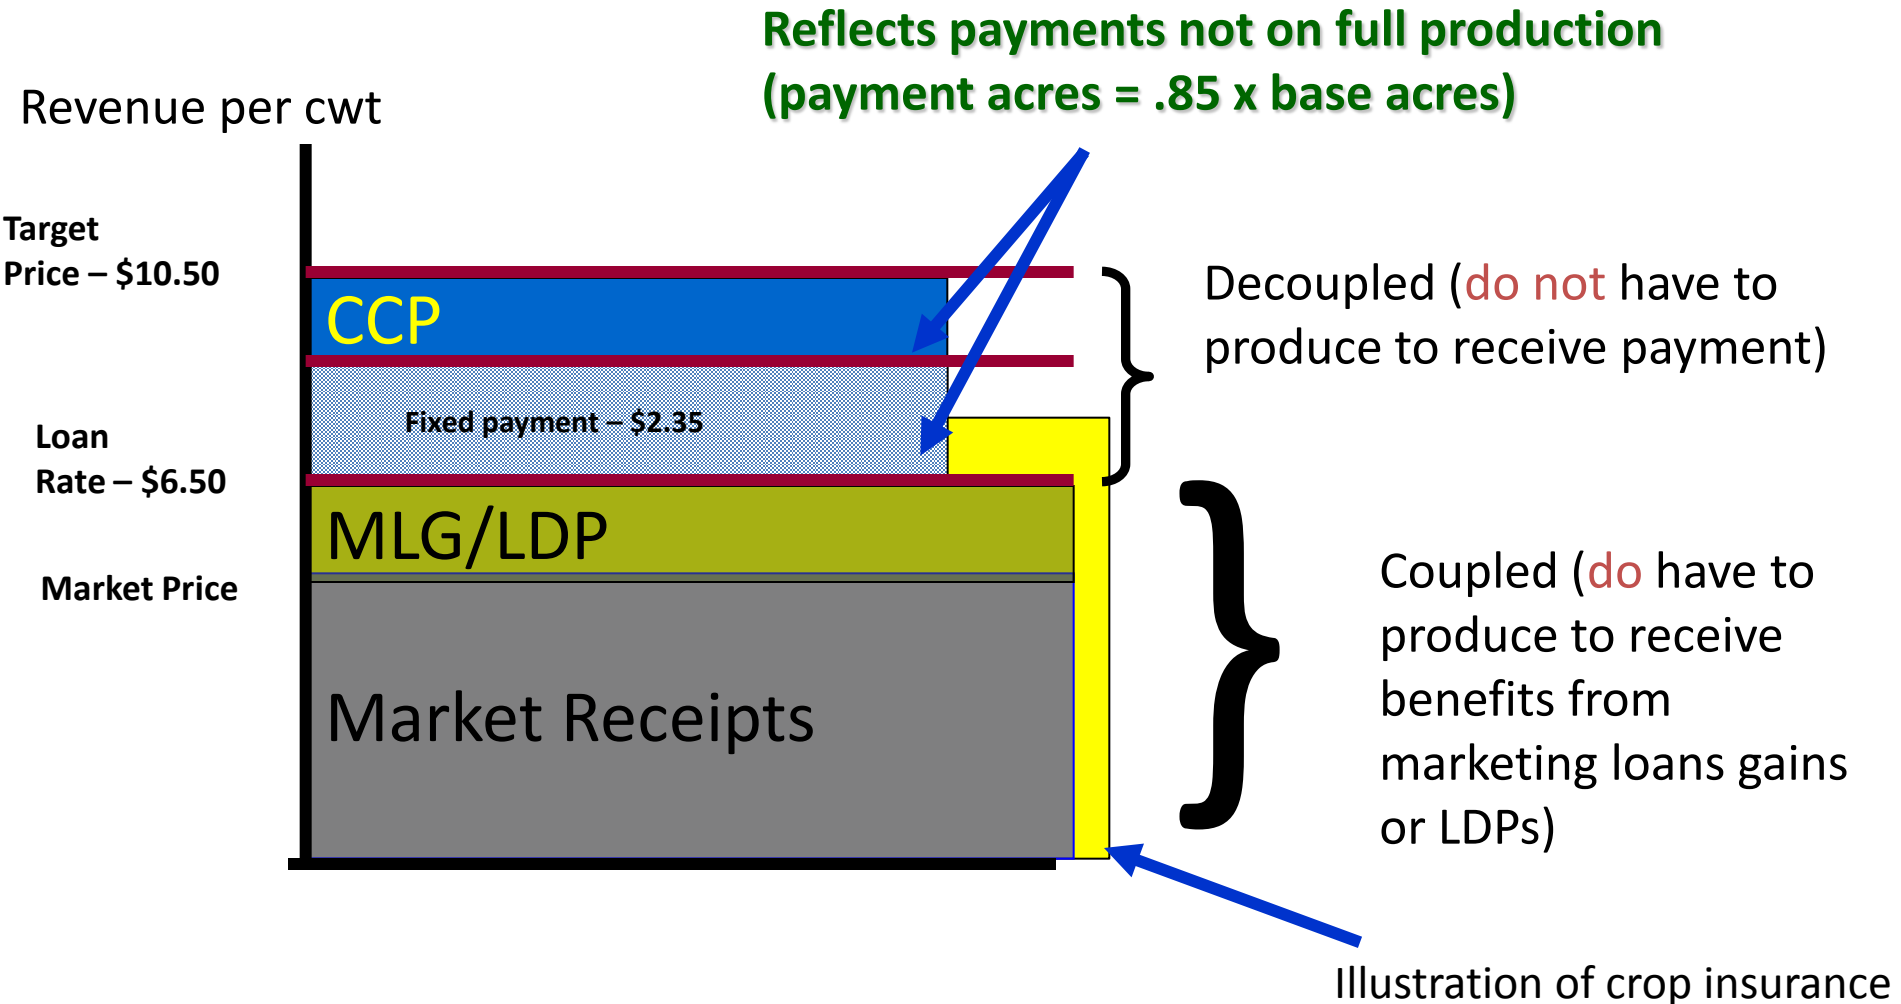 Reflects payments not on full production
(payment acres = .85 x base acres)
Revenue per cwt
Target
Price – $10.50
CCP
Decoupled (do not have to
produce to receive payment)
Fixed payment – $2.35
Loan
Rate – $6.50
MLG/LDP
Market Price
Coupled (do have to
produce to receive
benefits from
marketing loans gains
or LDPs)
Market Receipts
Illustration of crop insurance